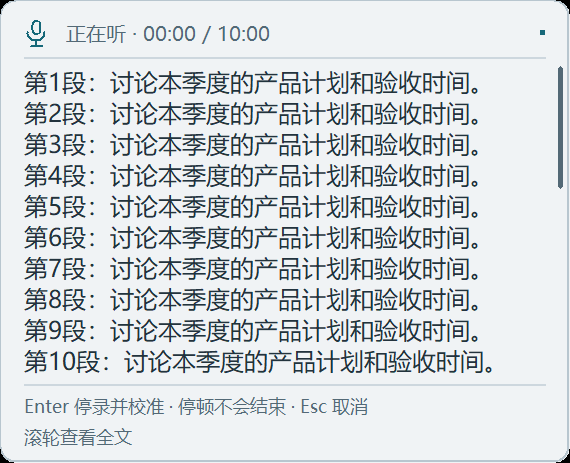 正在听 · 00:00 / 10:00
第1段：讨论本季度的产品计划和验收时间。
第2段：讨论本季度的产品计划和验收时间。
第3段：讨论本季度的产品计划和验收时间。
第4段：讨论本季度的产品计划和验收时间。
第5段：讨论本季度的产品计划和验收时间。
第6段：讨论本季度的产品计划和验收时间。
第7段：讨论本季度的产品计划和验收时间。
第8段：讨论本季度的产品计划和验收时间。
第9段：讨论本季度的产品计划和验收时间。
第10段：讨论本季度的产品计划和验收时间。
Enter 停录并校准 · 停顿不会结束 · Esc 取消
滚轮查看全文